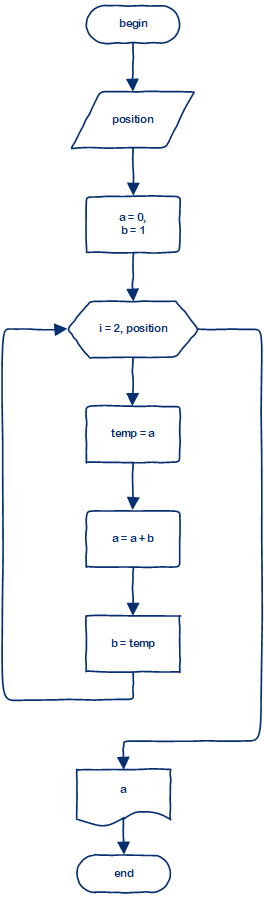 begin
position
a = 0,
b = 1
i = 2, position
temp = a
a = a + b
b = temp
a
end